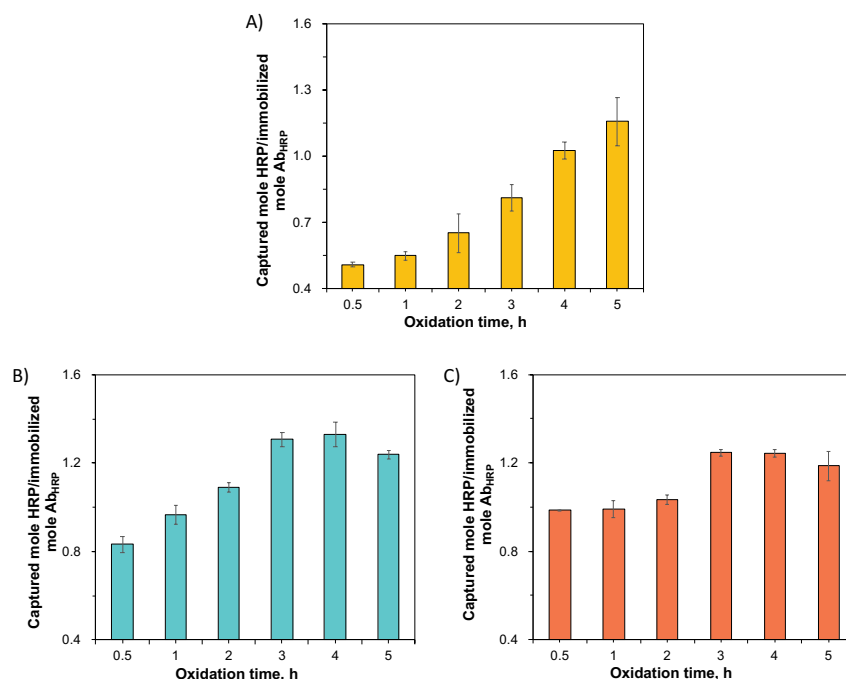 A)
Captured mole HRP/immobilized
mole AbHRP
1.6
1.3
1.0
0.7
0.4
0.5 1 2 3 4 5
Oxidation time, h
B)
Captured mole HRP/immobilized
mole AbHRP
1.6
1.2
0.8
0.4
0.5 1 2 3 4 5
Oxidation time, h
C)
Captured mole HRP/immobilized
mole AbHRP
1.6
1.2
0.8
0.4
0.5 1 2 3 4 5
Oxidation time, h